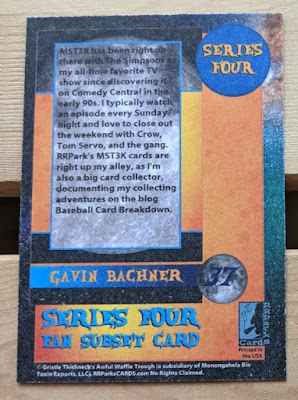 MST3K has been right up
there with The Simpsons as
my all-time favorite TV
show since discovering it
on Comedy Central in the
early 90s. I typically watch
an episode every Sunday
night and love to close out
the weekend with Crow,
Tom Servo, and the gang.
RRPark's MST3K cards are
right up my alley, as I'm
also a big card collector,
documenting my collecting
adventures on the blog
Baseball Card Breakdown.
SERIES
FOUR
GAVIN BACHNER
37
SERIES FOUR
FAN SUBSET CARD
Cards
Printed in
the USA
© Gristle Thickneck's Awful Waffle Trough is subsidiary of Monongahela Bio
Toxin Exports, LLC. RRParksCARDS.com No Rights Claimed.